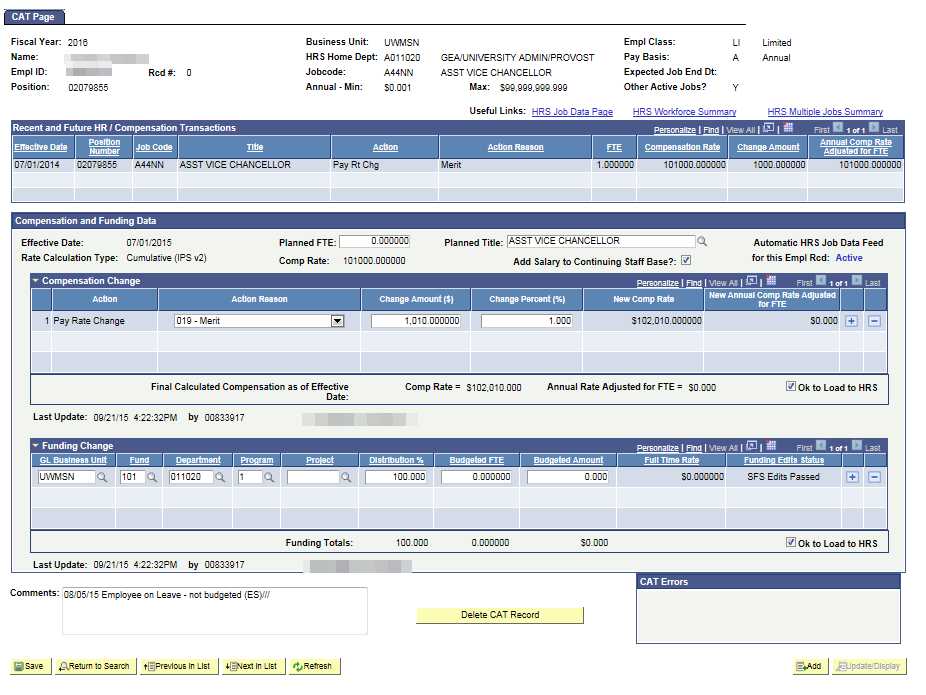 CAT Page
Fiscal Year: 2016 Business Unit: UWMSN Empl Class: LI Limited
Name: HRS Home Dept: A011020 GEA/UNIVERSITY ADMIN/PROVOST Pay Basis: A Annual
Empl ID: Rcd #: 0 Jobcode: A44NN ASST VICE CHANCELLOR Expected Job End Dt:
Position: 02079855 Annual - Min: $0.001 Max: $99,999,999.999 Other Active Jobs? Y
Useful Links: HRS Job Data Page HRS Workforce Summary HRS Multiple Jobs Summary
Recent and Future HR / Compensation Transactions Personalize | Find | View All | | First 1 of 1 Last
Effective Date Position Number Job Code Title Action Action Reason FTE Compensation Rate Change Amount Annual Comp Rate Adjusted for FTE
07/01/2014 02079855 A44NN ASST VICE CHANCELLOR Pay Rt Chg Merit 1.000000 101000.000000 1000.000000 101000.000000
Compensation and Funding Data
Effective Date: 07/01/2015 Planned FTE: 0.000000 Planned Title: ASST VICE CHANCELLOR Automatic HRS Job Data Feed
Rate Calculation Type: Cumulative (IPS v2) Comp Rate: 101000.000000 Add Salary to Continuing Staff Base?: for this Empl Rcd: Active
Compensation Change Personalize | Find | View All | | First 1 of 1 Last
Action Action Reason Change Amount ($) Change Percent (%) New Comp Rate New Annual Comp Rate Adjusted for FTE
1 Pay Rate Change 019 - Merit 1,010.000000 1.000 $102,010.000000 $0.000
Final Calculated Compensation as of Effective Date: Comp Rate = $102,010.000 Annual Rate Adjusted for FTE = $0.000 Ok to Load to HRS
Last Update: 09/21/15 4:22:32PM by 00833917
Funding Change Personalize | Find | View All | | First 1 of 1 Last
GL Business Unit Fund Department Program Project Distribution % Budgeted FTE Budgeted Amount Full Time Rate Funding Edits Status
UWMSN 101 011020 1 100.000 0.000000 0.000 $0.000000 SFS Edits Passed
Funding Totals: 100.000 0.000000 $0.000 Ok to Load to HRS
Last Update: 09/21/15 4:22:32PM by 00833917
Comments: 08/05/15 Employee on Leave - not budgeted (ES)///
Delete CAT Record
CAT Errors
Save Return to Search Previous in List Next in List Refresh Add Update/Display